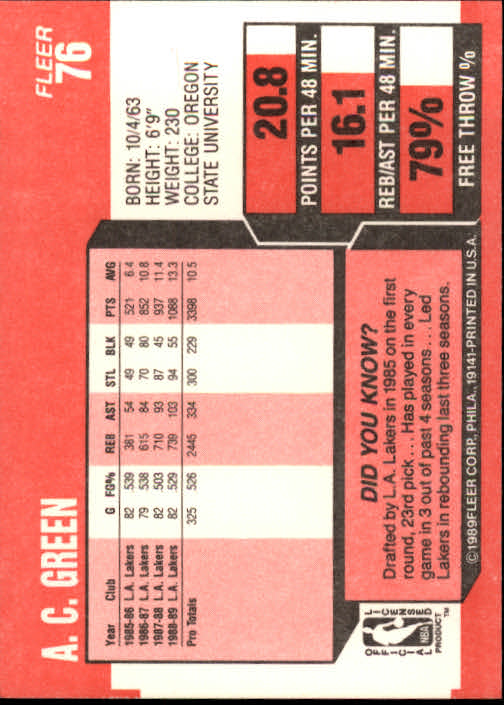 FLEER
76
A. C. GREEN
BORN: 10/4/63
HEIGHT: 6'9"
WEIGHT: 230
COLLEGE: OREGON
STATE UNIVERSITY
20.8
POINTS PER 48 MIN.
16.1
REB/AST PER 48 MIN.
79%
FREE THROW %
Year Club G FG% REB AST STL BLK PTS AVG
1985-86 L.A. Lakers 82 .539 381 54 49 49 521 6.4
1986-87 L.A. Lakers 79 .538 615 84 70 80 852 10.8
1987-88 L.A. Lakers 82 .503 710 93 87 45 937 11.4
1988-89 L.A. Lakers 82 .529 739 103 94 55 1088 13.3
Pro Totals 325 .526 2445 334 300 229 3398 10.5
DID YOU KNOW?
Drafted by L.A. Lakers in 1985 on the first
round, 23rd pick . . . Has played in every
game in 3 out of past 4 seasons . . . Led
Lakers in rebounding last three seasons.
OFFICIAL
LICENSED
NBA
PRODUCT™
©1989FLEER CORP., PHILA., 19141-PRINTED IN U.S.A.